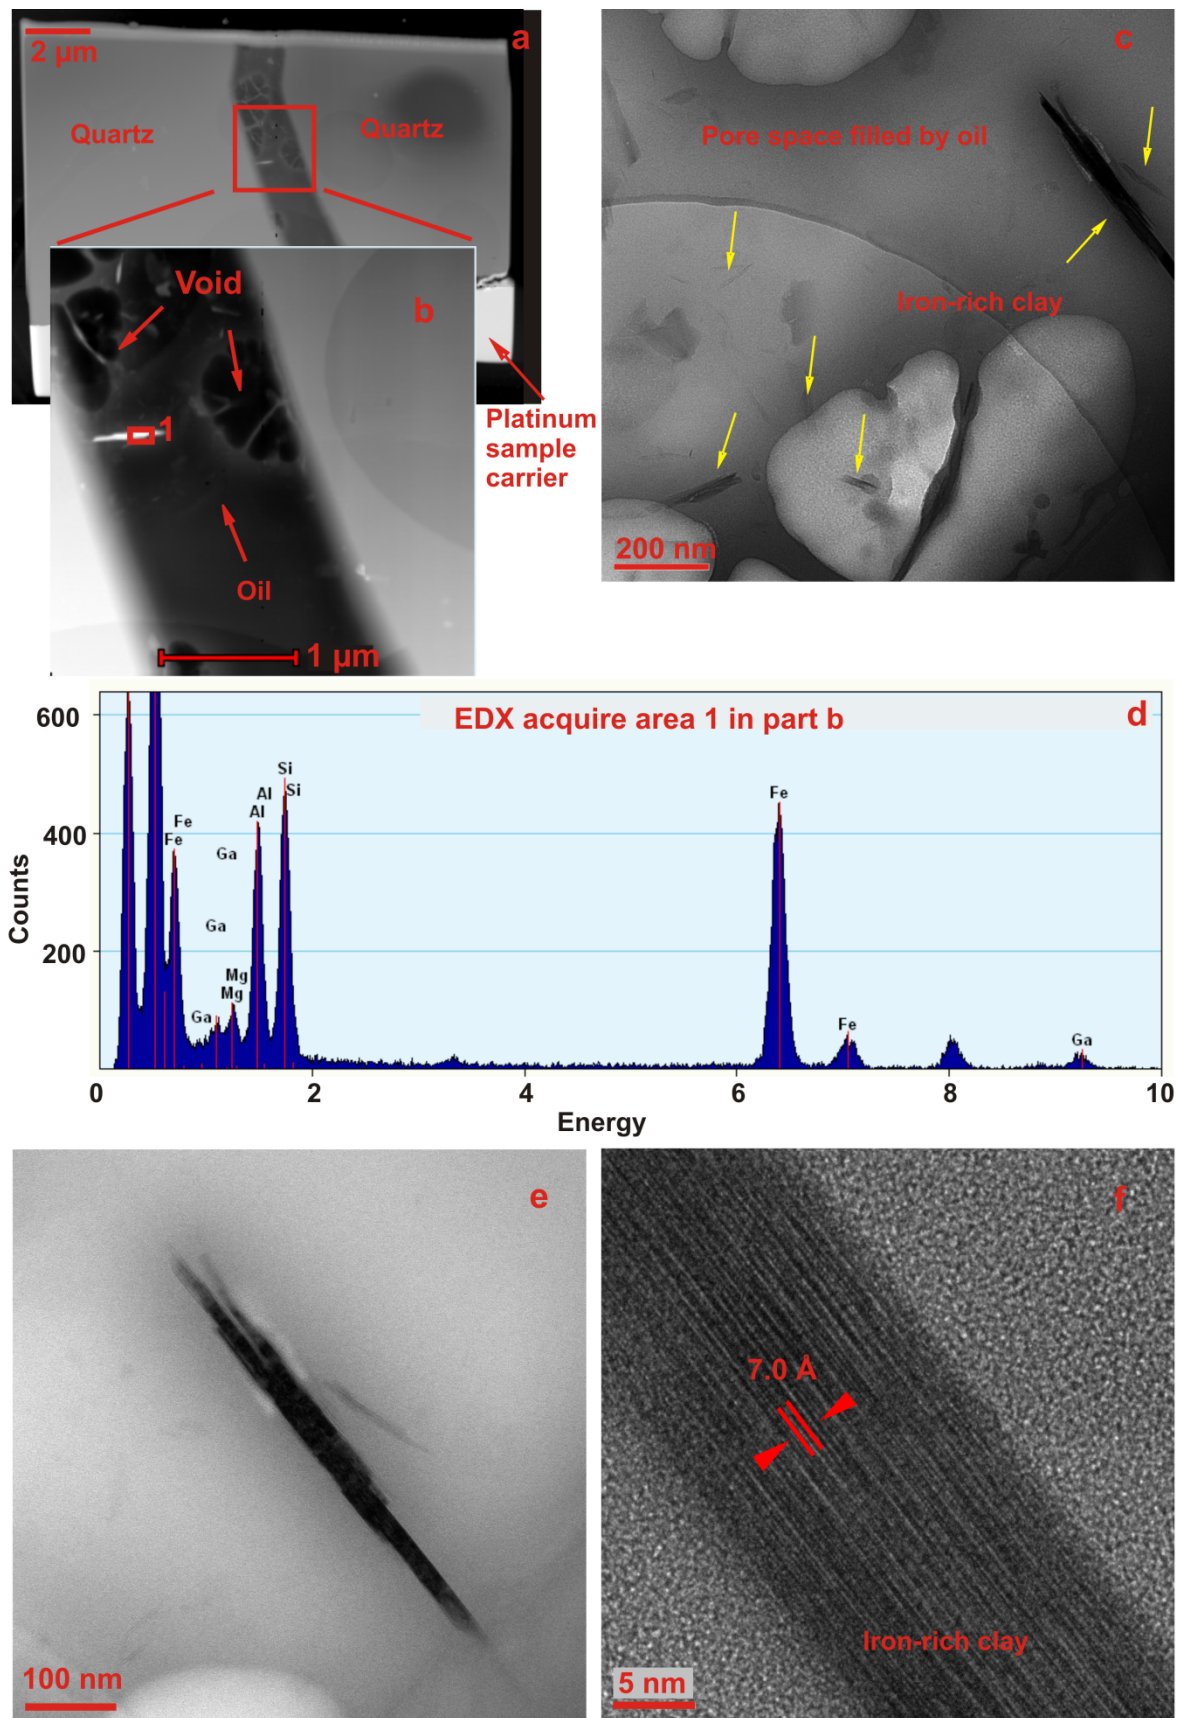 a
2 µm
Quartz
Quartz
Void
b
1
Oil
1 µm
Platinum
sample
carrier
c
Pore space filled by oil
Iron-rich clay
200 nm
EDX acquire area 1 in part b
d
Counts
600
400
200
Fe
Fe
Ga
Ga
Ga
Mg
Mg
Al
Al
Si
Si
Fe
Fe
Ga
0 2 4 6 8 10
Energy
e
100 nm
f
7.0 Å
Iron-rich clay
5 nm